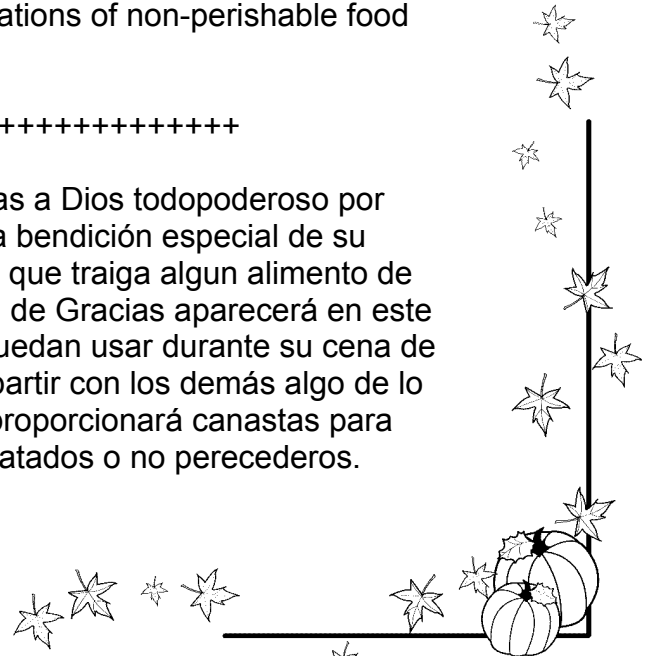 ations of non-perishable food
+++++++++++++
as a Dios todopoderoso por
a bendición especial de su
que traiga algun alimento de
de Gracias aparecerá en este
uedan usar durante su cena de
partir con los demás algo de lo
proporcionará canastas para
atados o no perecederos.